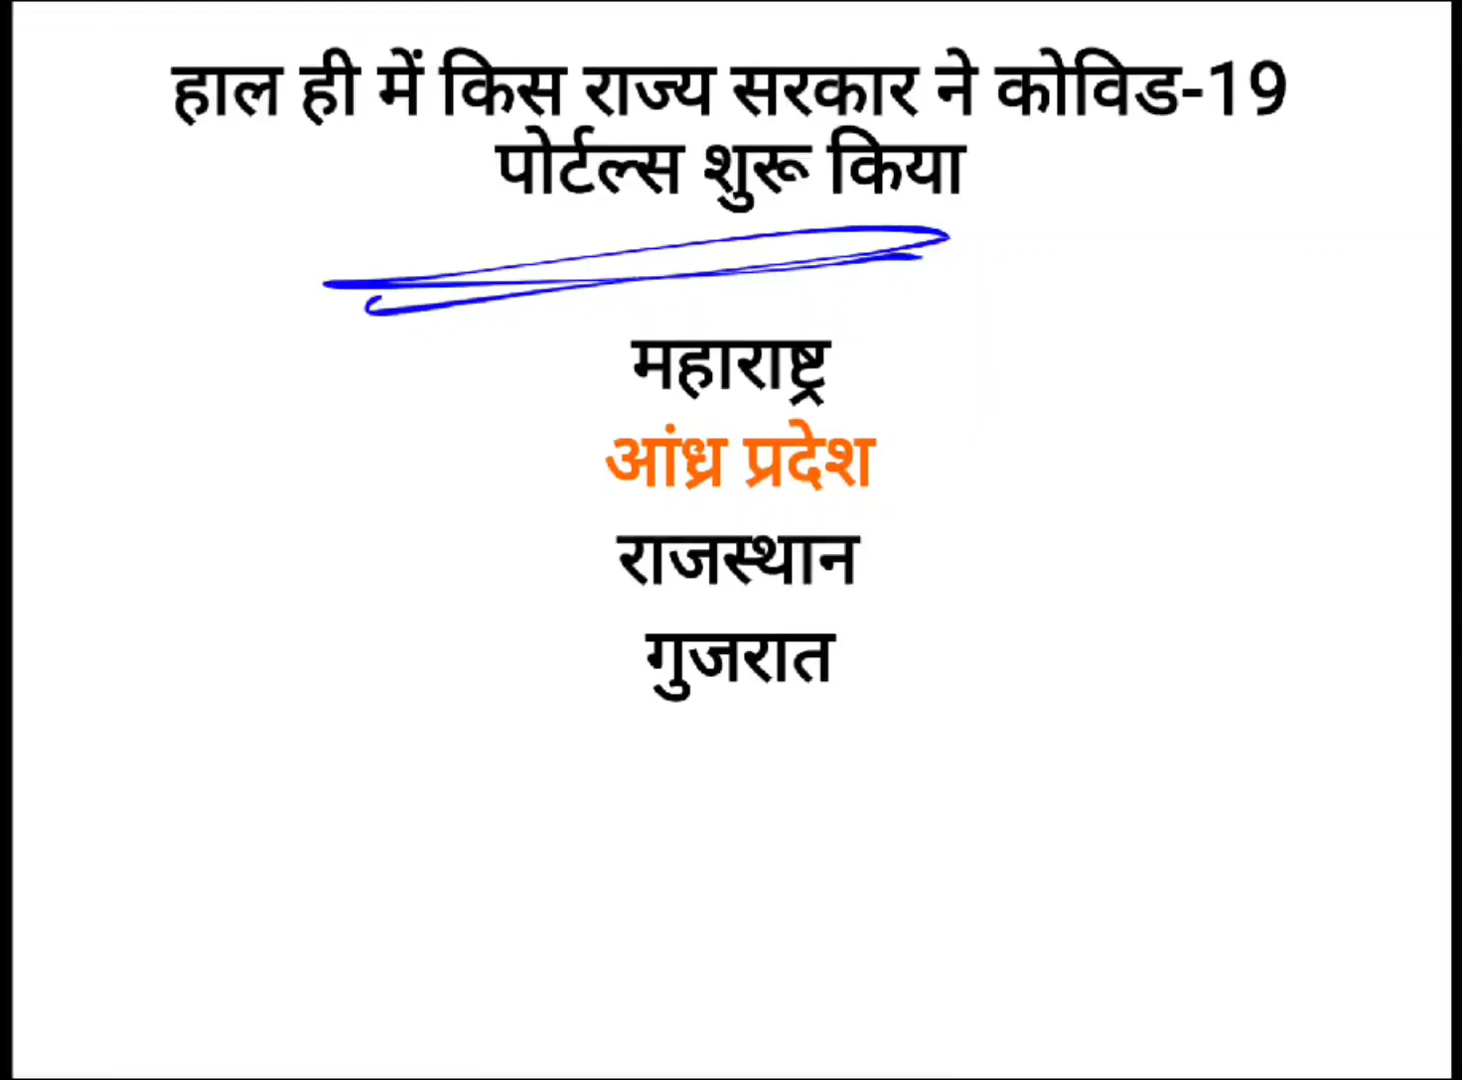 हाल ही में किस राज्य सरकार ने कोविड-19
पोर्टल्स शुरू किया
महाराष्ट्र
आंध्र प्रदेश
राजस्थान
गुजरात